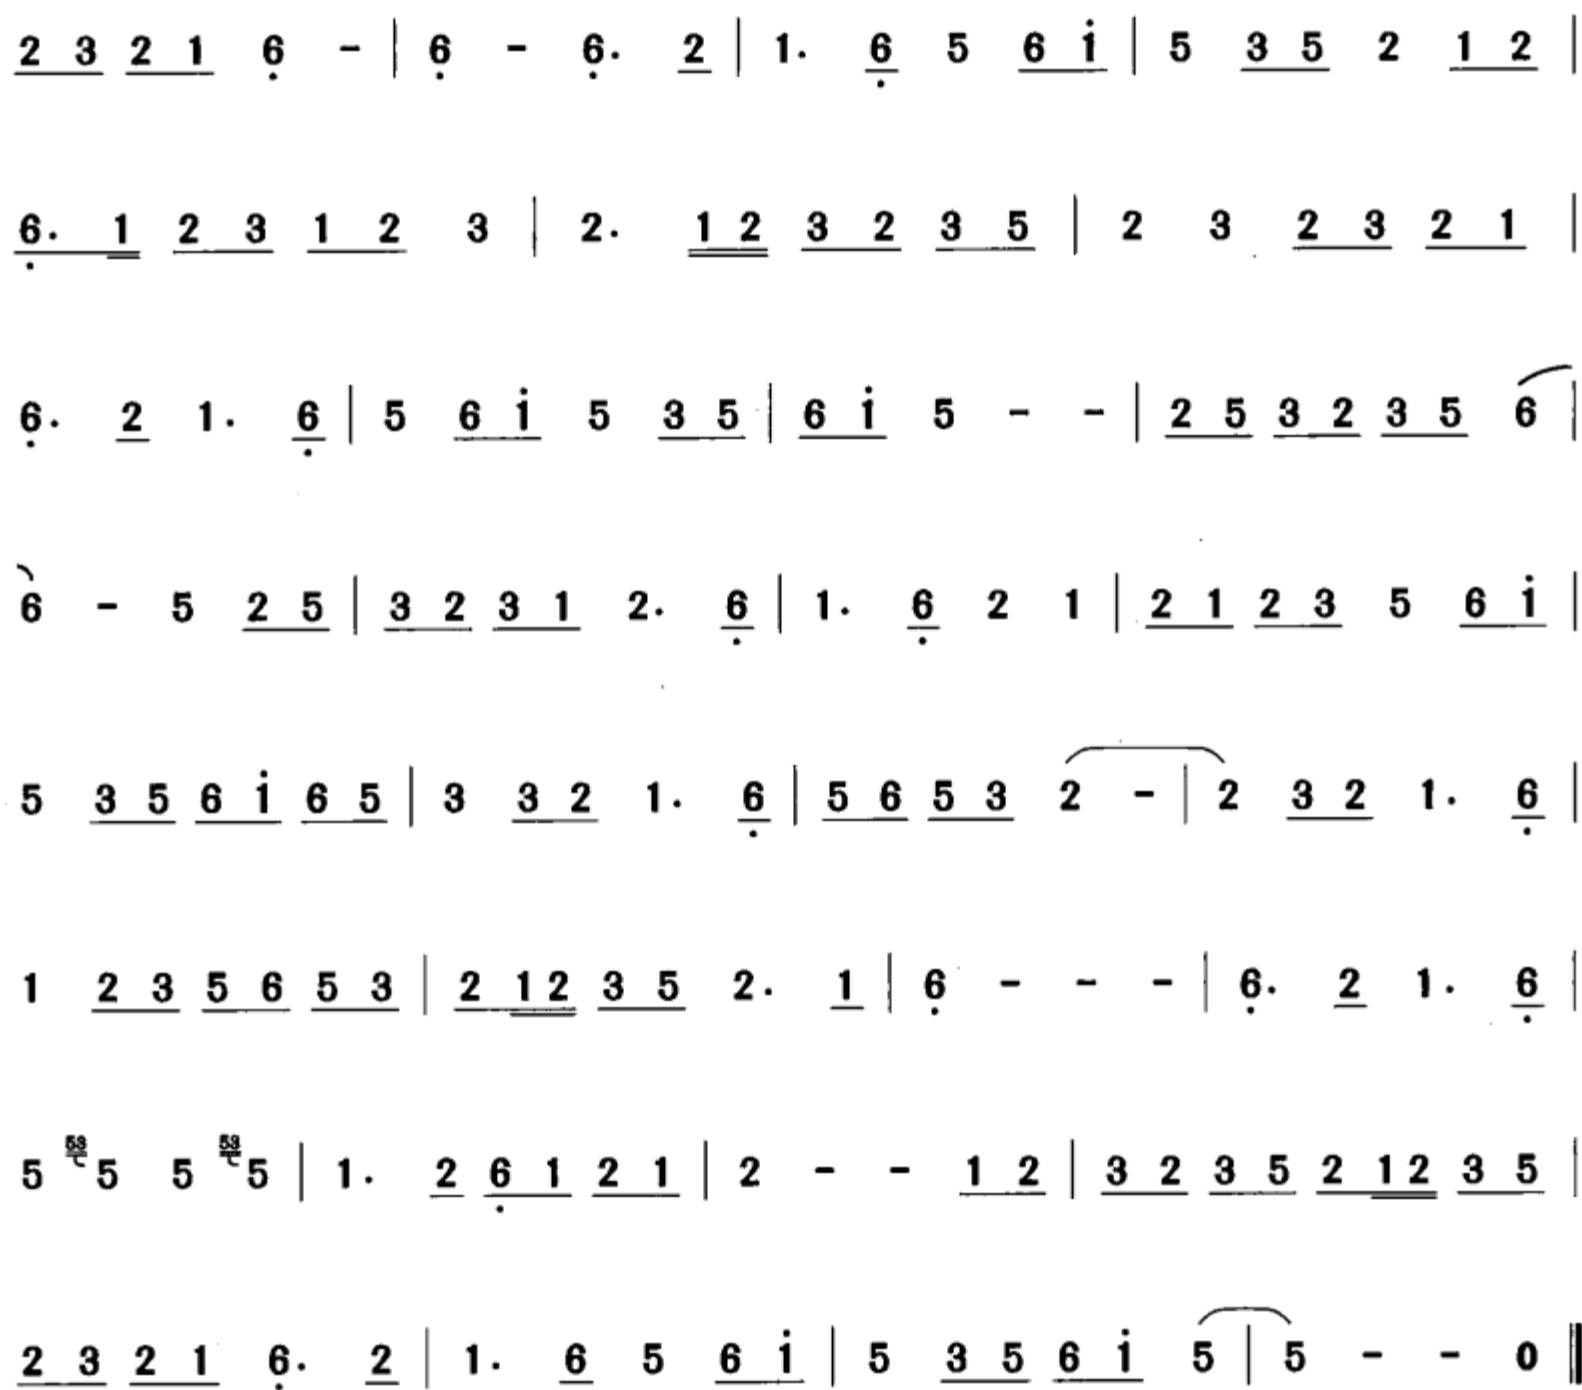 2 3 2 1 6̣ - | 6̣ - 6̣. 2 | 1. 6̣ 5 6 i | 5 3 5 2 1 2 |
6̣. 1 2 3 1 2 3 | 2. 1 2 3 2 3 5 | 2 3 2 3 2 1 |
6̣. 2 1. 6̣ | 5 6 i 5 3 5 | 6 i 5 - - | 2 5 3 2 3 5 6 |
6 - 5 2 5 | 3 2 3 1 2. 6̣ | 1. 6̣ 2 1 | 2 1 2 3 5 6 i |
5 3 5 6 i 6 5 | 3 3 2 1. 6̣ | 5 6 5 3 2 - | 2 3 2 1. 6̣ |
1 2 3 5 6 5 3 | 2 1 2 3 5 2. 1 | 6̣ - - - | 6̣. 2 1. 6̣ |
5 53 5 5 53 5 | 1. 2 6̣ 1 2 1 | 2 - - 1 2 | 3 2 3 5 2 1 2 3 5 |
2 3 2 1 6̣. 2 | 1. 6 5 6 i | 5 3 5 6 i 5 | 5 - - 0 ‖